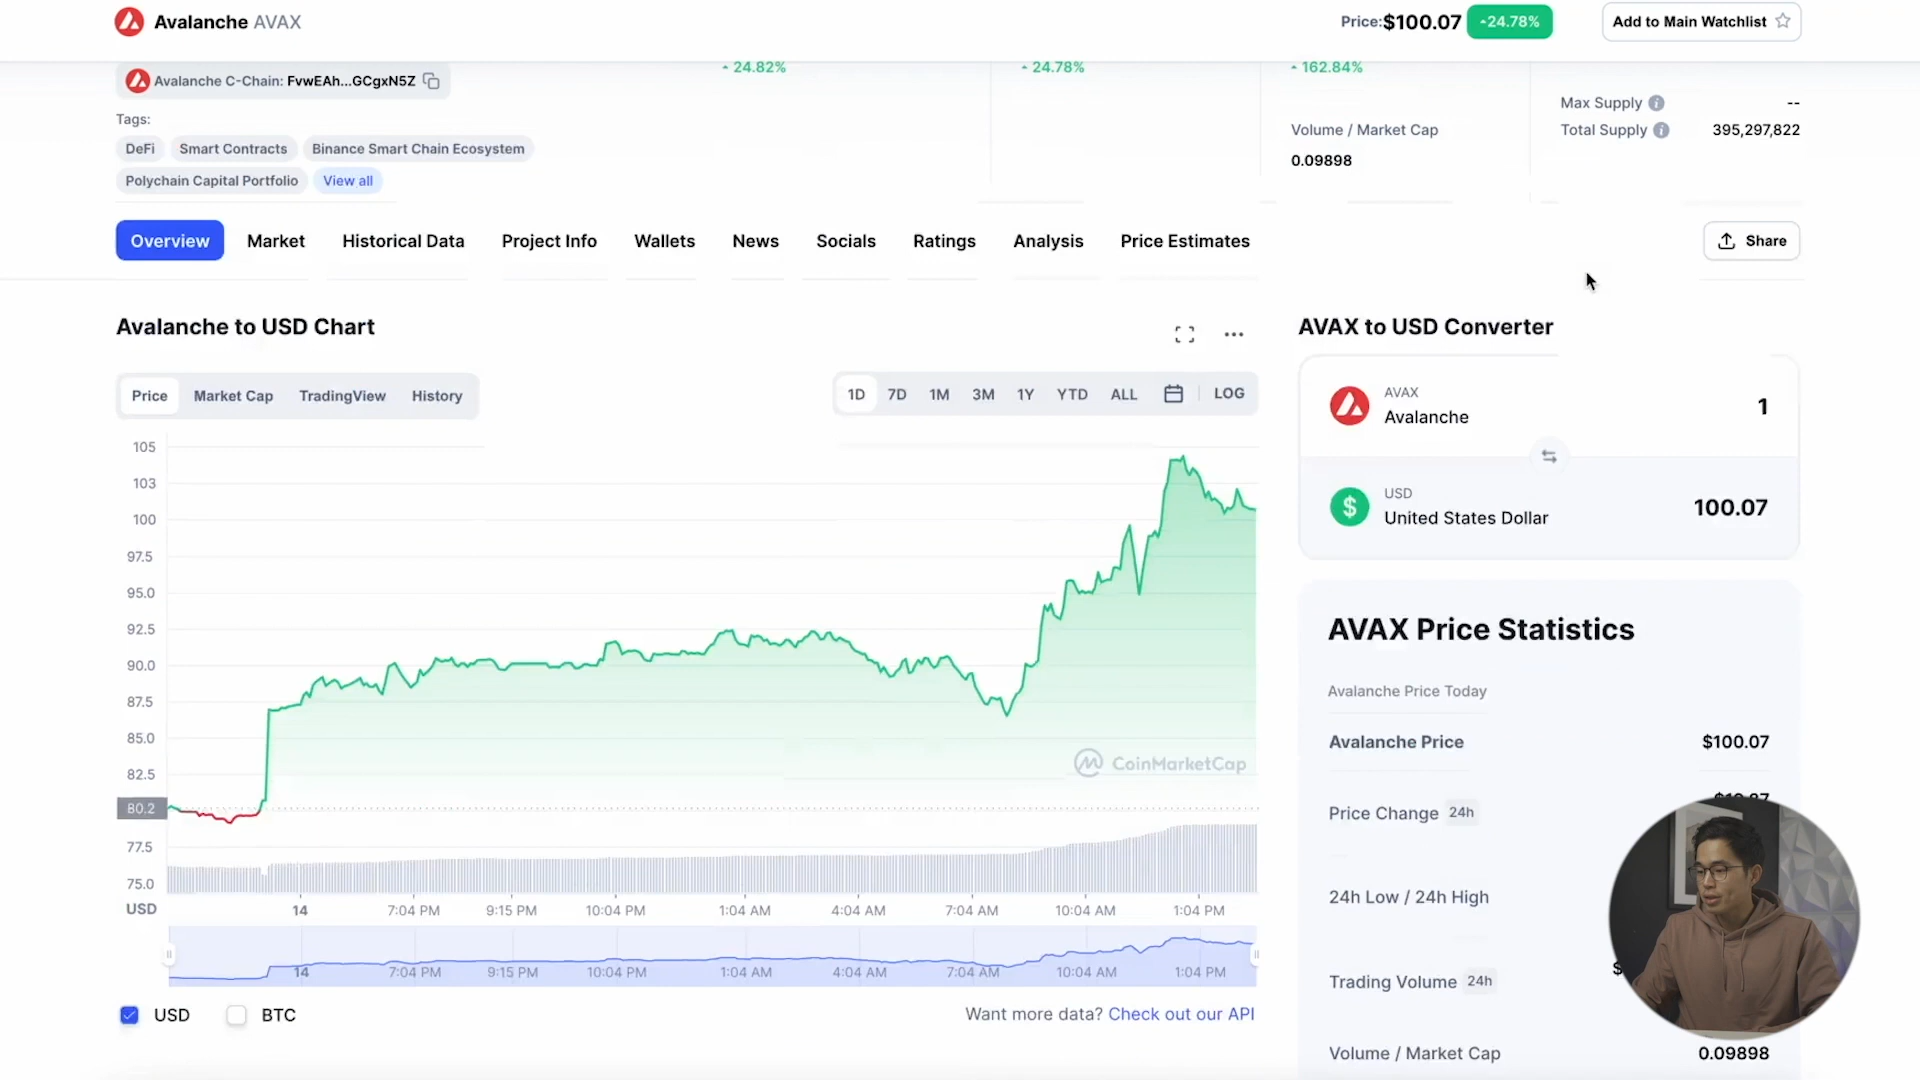 Avalanche AVAX
Price:$100.07 24.78%
Add to Main Watchlist
Avalanche C-Chain: FvwEAh...GCgxN5Z
24.82%
24.78%
162.84%
Max Supply --
Total Supply 395,297,822
Volume / Market Cap
0.09898
Tags:
DeFi Smart Contracts Binance Smart Chain Ecosystem
Polychain Capital Portfolio View all
Overview Market Historical Data Project Info Wallets News Socials Ratings Analysis Price Estimates
Share
Avalanche to USD Chart
Price Market Cap TradingView History
1D 7D 1M 3M 1Y YTD ALL LOG
105
103
100
97.5
95.0
92.5
90.0
87.5
85.0
82.5
80.2
77.5
75.0
USD
CoinMarketCap
14 7:04 PM 9:15 PM 10:04 PM 1:04 AM 4:04 AM 7:04 AM 10:04 AM 1:04 PM
14 7:04 PM 9:15 PM 10:04 PM 1:04 AM 4:04 AM 7:04 AM 10:04 AM 1:04 PM
USD BTC
Want more data? Check out our API
AVAX to USD Converter
AVAX
Avalanche
1
USD
United States Dollar
100.07
AVAX Price Statistics
Avalanche Price Today
Avalanche Price $100.07
Price Change 24h
24h Low / 24h High
Trading Volume 24h
$
Volume / Market Cap 0.09898